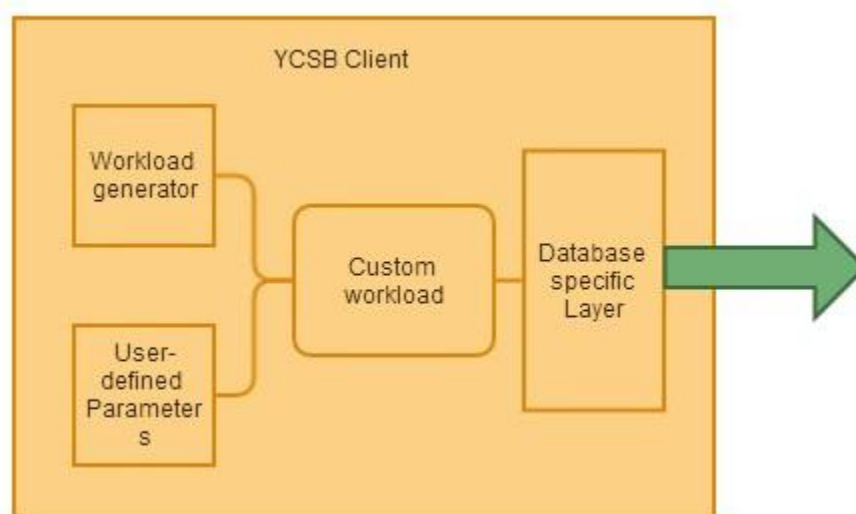 YCSB Client
Workload
generator
Custom
workload
Database
specific
Layer
User-
defined
Parameter
s